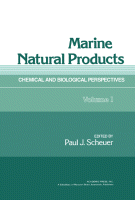 Marine
Natural
Products
CHEMICAL AND BIOLOGICAL PERSPECTIVES
Volume I
EDITED BY
Paul J. Scheuer